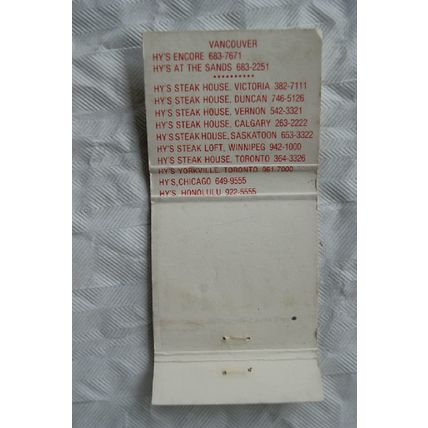 VANCOUVER
HY'S ENCORE 683-7671
HY'S AT THE SANDS 683-2251
••••••••••
HY'S STEAK HOUSE, VICTORIA 382-7111
HY'S STEAK HOUSE, DUNCAN 746-5126
HY'S STEAK HOUSE, VERNON 542-3321
HY'S STEAK HOUSE, CALGARY 263-2222
HY'S STEAK HOUSE, SASKATOON 653-3322
HY'S STEAK LOFT, WINNIPEG 942-1000
HY'S STEAK HOUSE, TORONTO 364-3326
HY'S YORKVILLE, TORONTO 961-7000
HY'S, CHICAGO 649-9555
HY'S, HONOLULU 922-5555